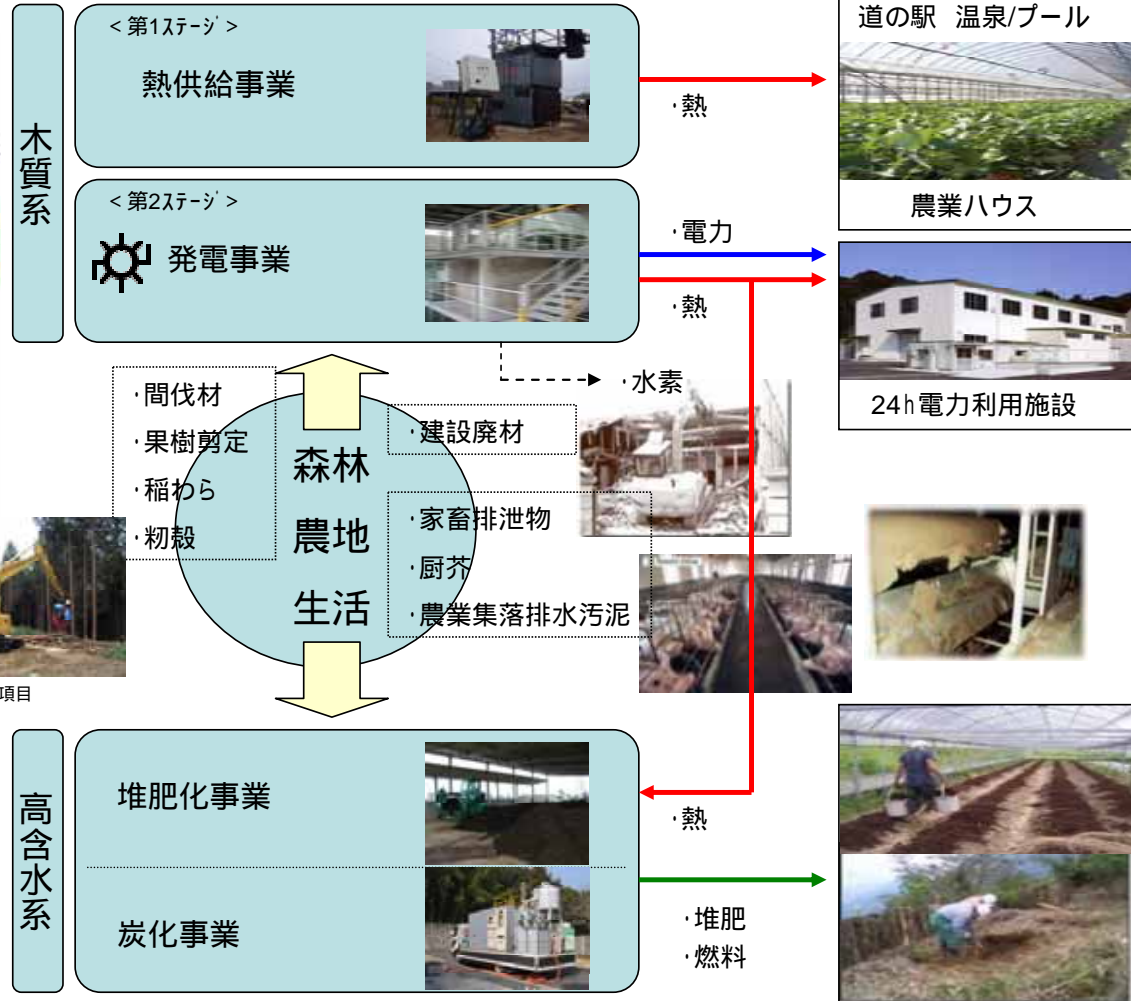 道の駅 温泉/プール
<第1ステージ>
熱供給事業
・熱
木質系
農業ハウス
<第2ステージ>
発電事業
・電力
・熱
24h電力利用施設
・水素
・間伐材
・果樹剪定
・稲わら
・籾殻
・建設廃材
森林
農地
生活
・家畜排泄物
・厨芥
・農業集落排水汚泥
項目
高含水系
堆肥化事業
・熱
炭化事業
・堆肥
・燃料